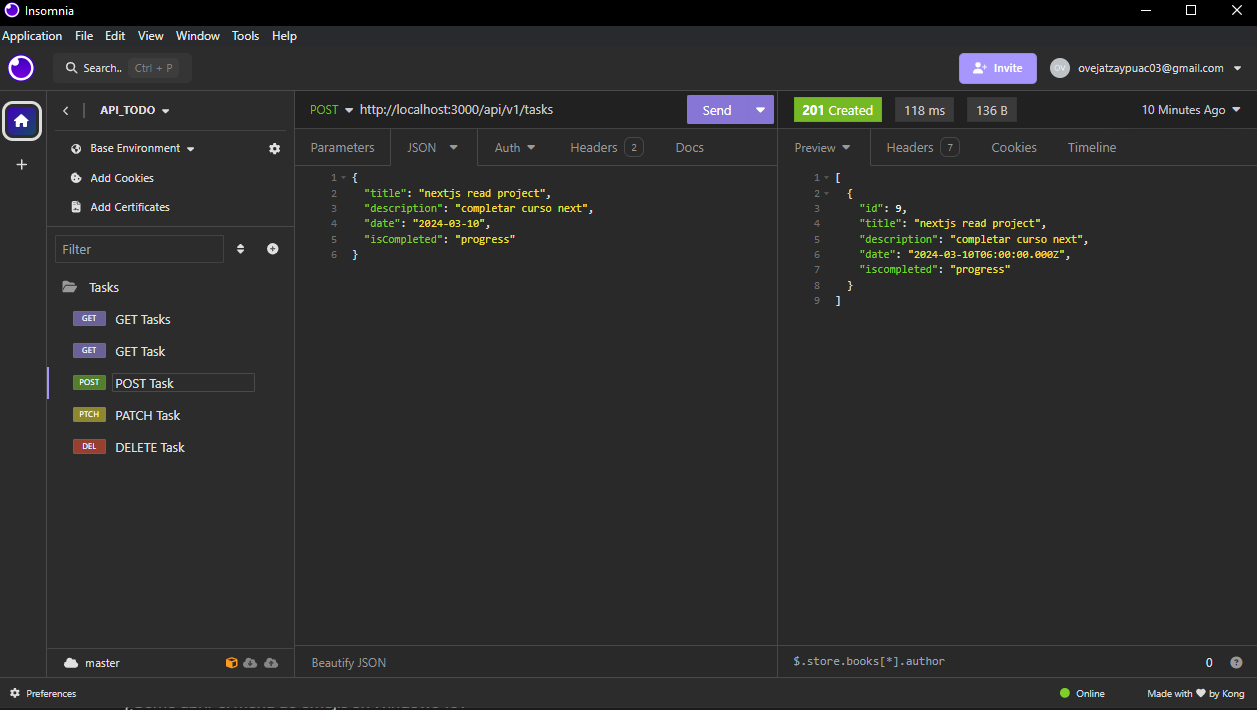 Insomnia
Application File Edit View Window Tools Help
Search.. Ctrl + P
Invite
OV
ovejatzaypuac03@gmail.com
API_TODO
Base Environment
Add Cookies
Add Certificates
Filter
Tasks
GET GET Tasks
GET GET Task
POST POST Task
PTCH PATCH Task
DEL DELETE Task
master
POST http://localhost:3000/api/v1/tasks
Send
Parameters JSON Auth Headers 2 Docs
1 {
2 "title": "nextjs read project",
3 "description": "completar curso next",
4 "date": "2024-03-10",
5 "isCompleted": "progress"
6 }
Beautify JSON
201 Created 118 ms 136 B 10 Minutes Ago
Preview Headers 7 Cookies Timeline
1 [
2 {
3 "id": 9,
4 "title": "nextjs read project",
5 "description": "completar curso next",
6 "date": "2024-03-10T06:00:00.000Z",
7 "iscompleted": "progress"
8 }
9 ]
$.store.books[*].author 0
Preferences
Online
Made with ♥ by Kong